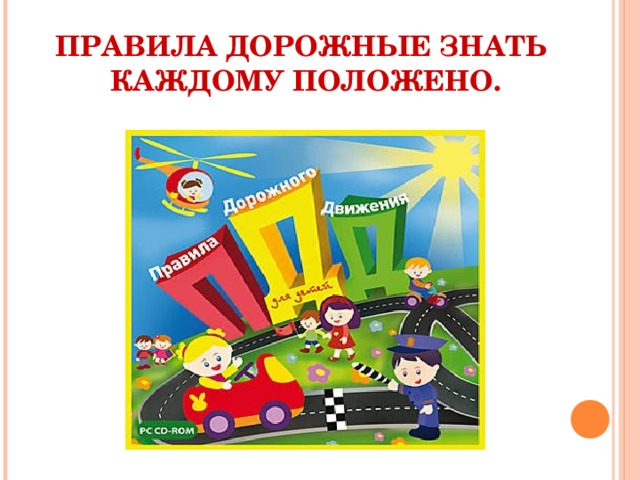 ПРАВИЛА ДОРОЖНЫЕ ЗНАТЬ
КАЖДОМУ ПОЛОЖЕНО.
Правила
Дорожного
Движения
ПДД
для детей
PC CD-ROM